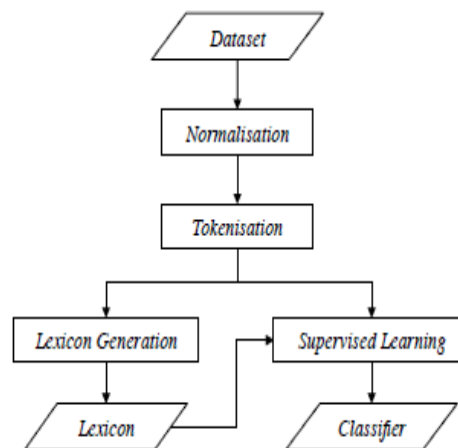 Dataset
Normalisation
Tokenisation
Lexicon Generation
Supervised Learning
Lexicon
Classifier